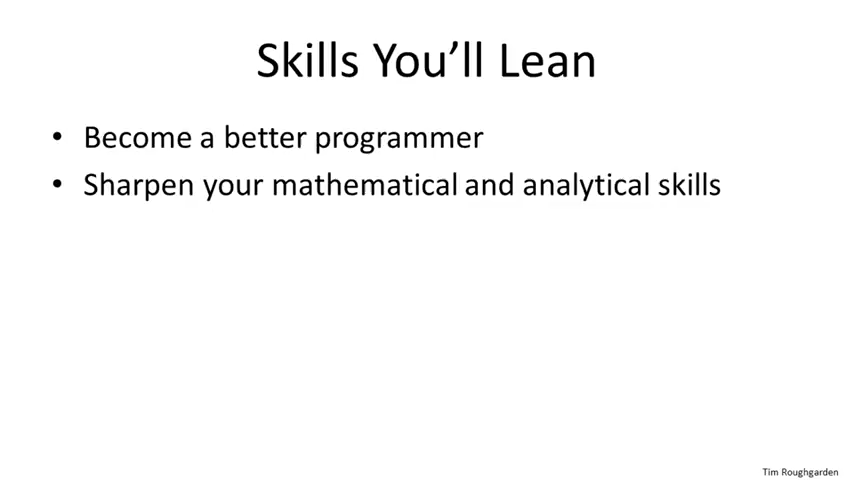 Skills You'll Lean
• Become a better programmer
• Sharpen your mathematical and analytical skills
Tim Roughgarden